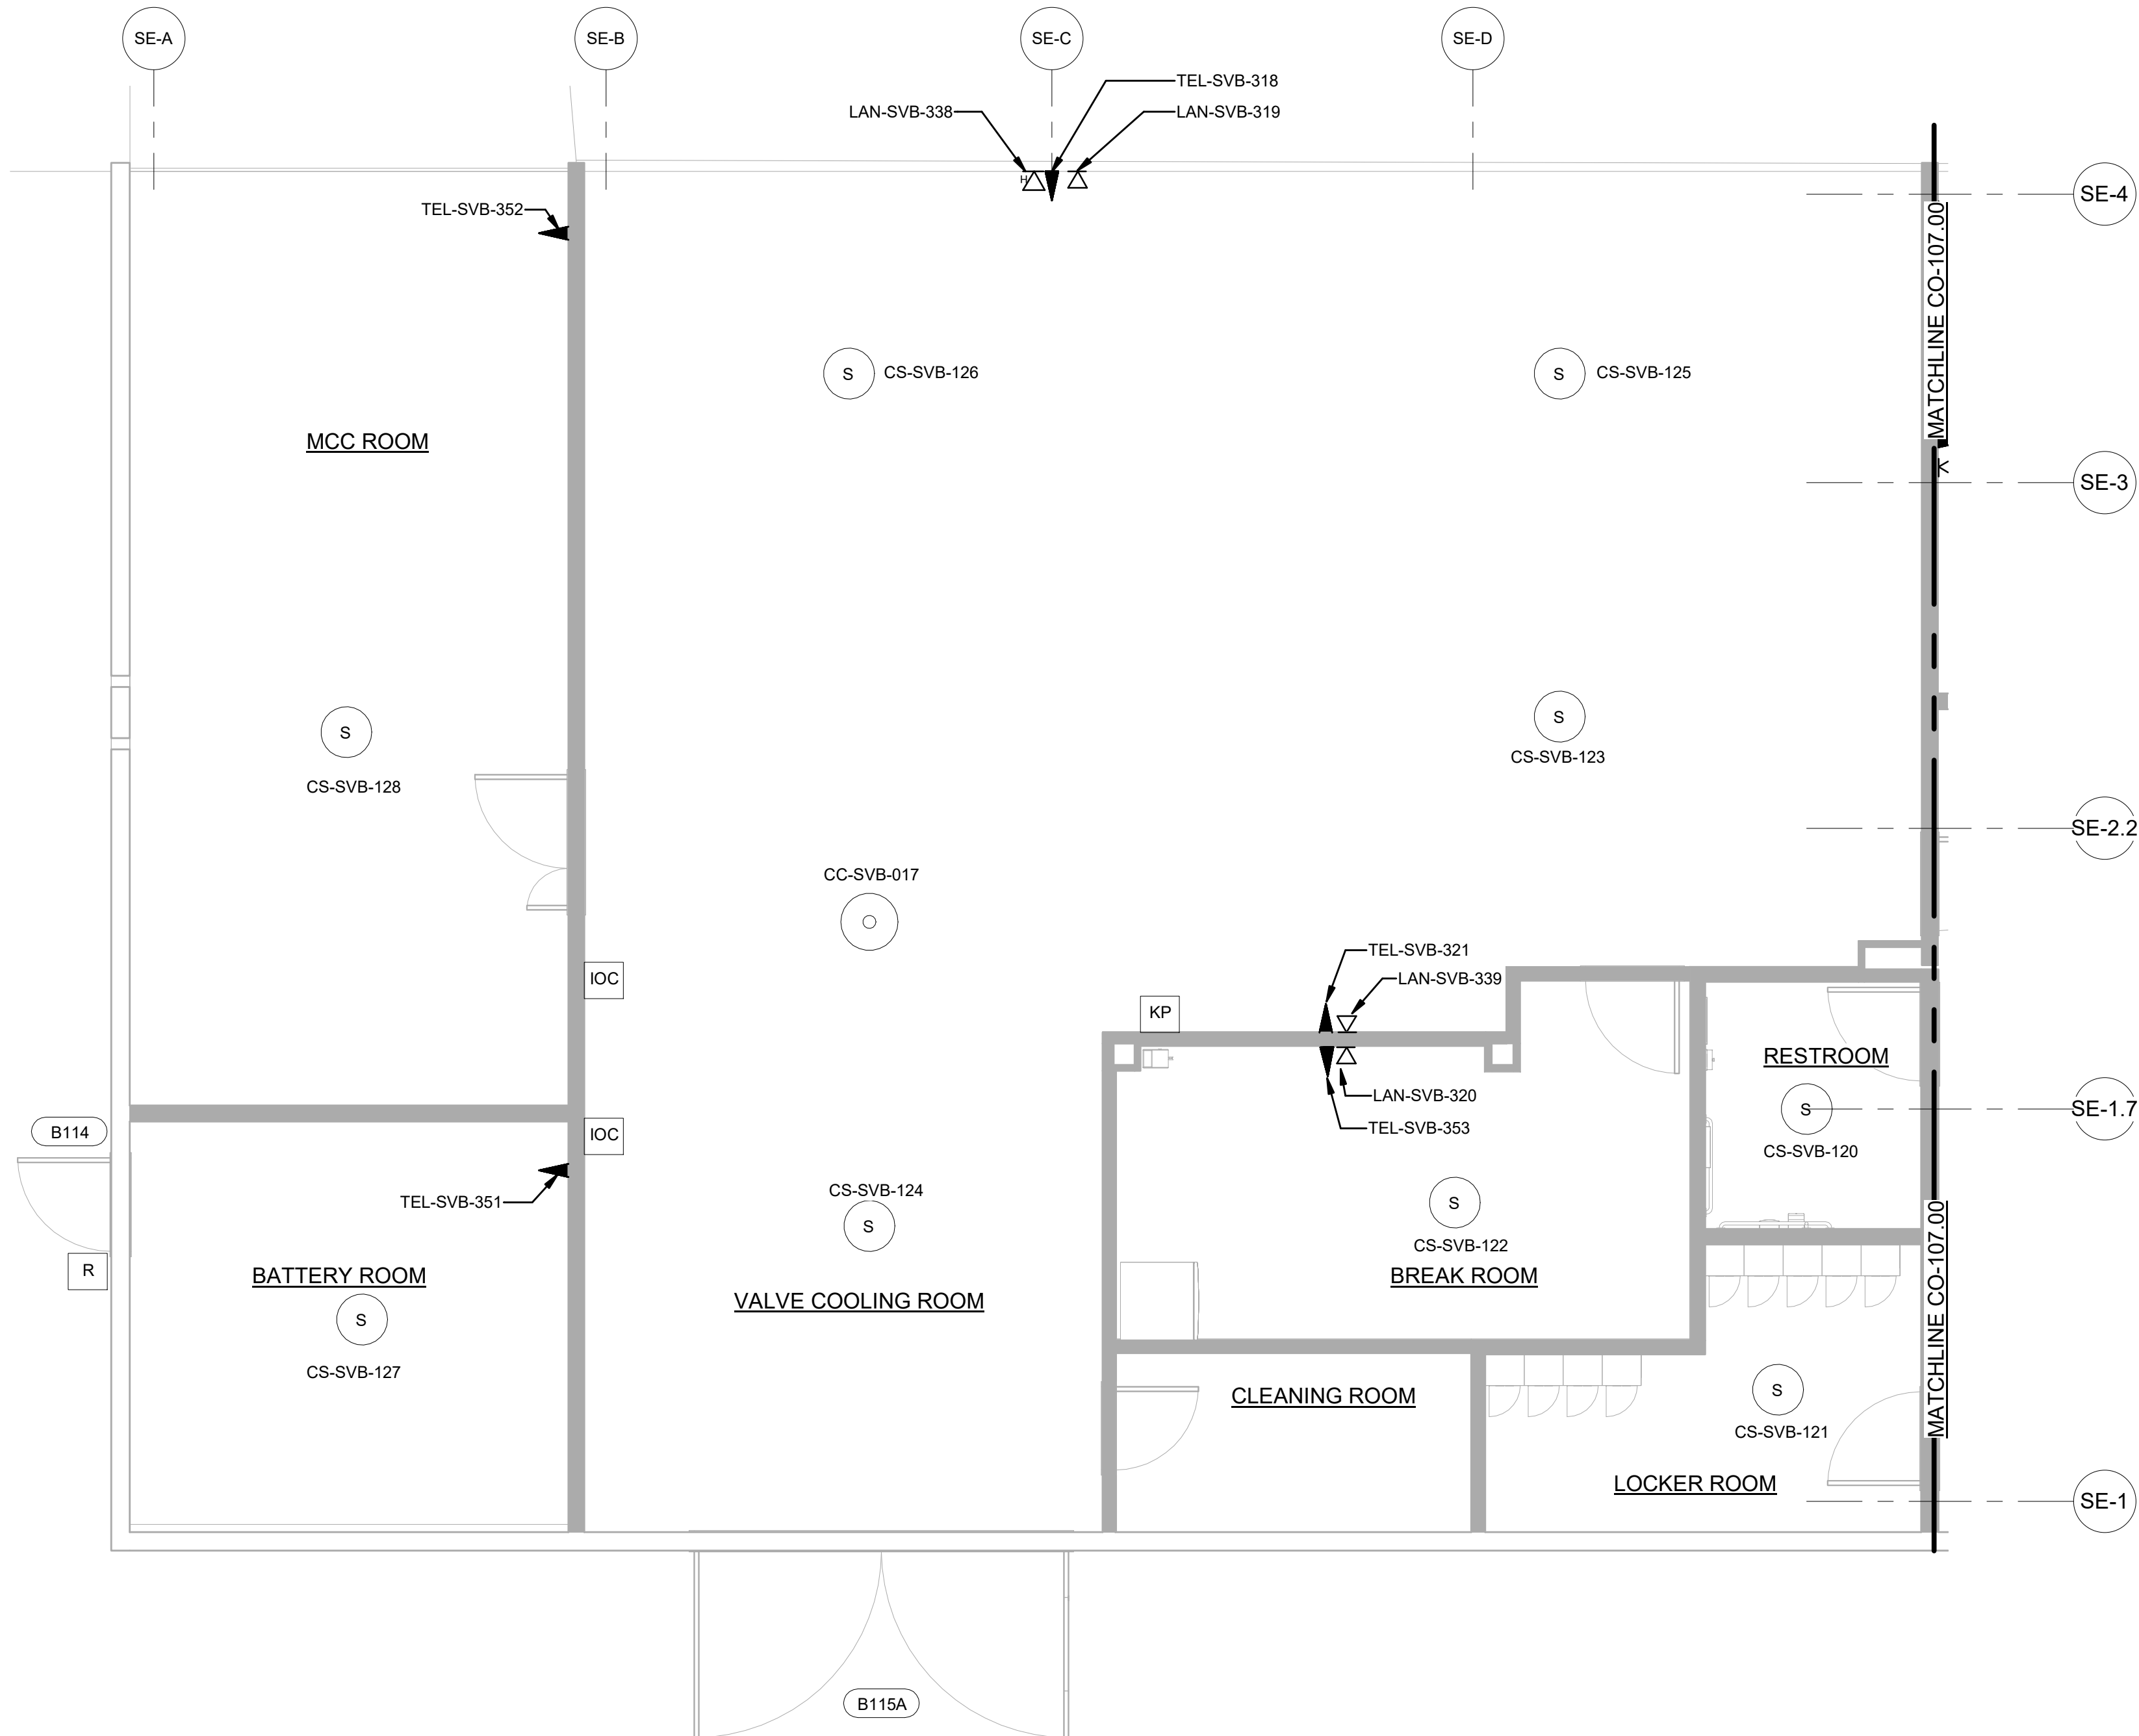 SE-A
SE-B
SE-C
SE-D
TEL-SVB-318
LAN-SVB-338
LAN-SVB-319
H
SE-4
TEL-SVB-352
MATCHLINE CO-107.00
S
CS-SVB-126
S
CS-SVB-125
MCC ROOM
K
SE-3
S
CS-SVB-128
S
CS-SVB-123
SE-2.2
CC-SVB-017
TEL-SVB-321
LAN-SVB-339
IOC
KP
RESTROOM
LAN-SVB-320
TEL-SVB-353
S
CS-SVB-120
SE-1.7
B114
IOC
TEL-SVB-351
CS-SVB-124
S
S
CS-SVB-122
BREAK ROOM
R
BATTERY ROOM
S
CS-SVB-127
VALVE COOLING ROOM
CLEANING ROOM
S
CS-SVB-121
LOCKER ROOM
MATCHLINE CO-107.00
SE-1
B115A